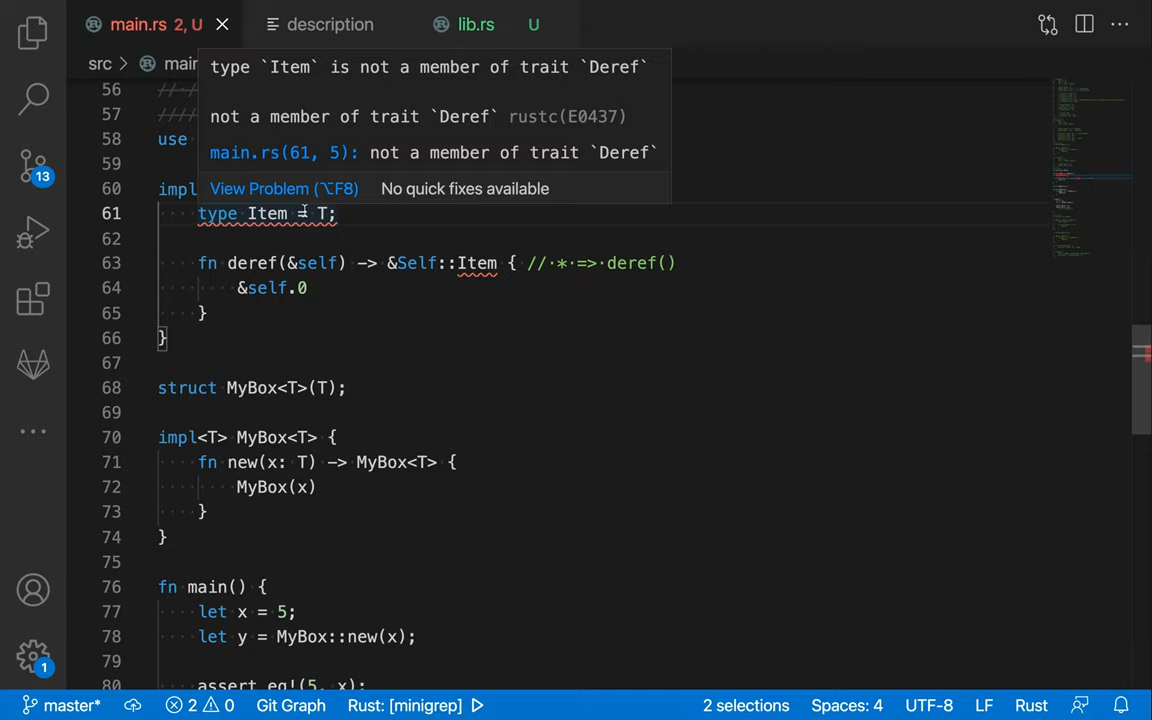 main.rs 2, U
description
lib.rs U
src > main
type `Item` is not a member of trait `Deref`
not a member of trait `Deref` rustc(E0437)
main.rs(61, 5): not a member of trait `Deref`
View Problem (⌥F8) No quick fixes available
56 //
57 ////
58 use
59
60 impl
61 type Item = T;
62
63 fn deref(&self) -> &Self::Item { // * => deref()
64 &self.0
65 }
66 }
67
68 struct MyBox<T>(T);
69
70 impl<T> MyBox<T> {
71 fn new(x: T) -> MyBox<T> {
72 MyBox(x)
73 }
74 }
75
76 fn main() {
77 let x = 5;
78 let y = MyBox::new(x);
79
80 assert_eq!(5, x);
13
1
master* 2 0 Git Graph Rust: [minigrep] 2 selections Spaces: 4 UTF-8 LF Rust